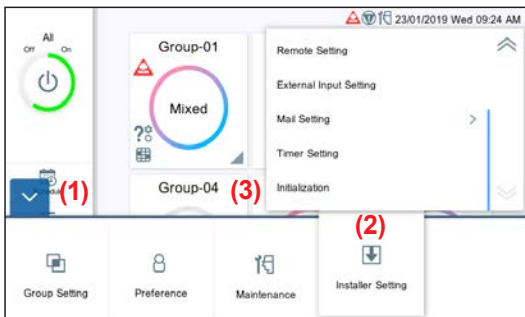 All
Off On
23/01/2019 Wed 09:24 AM
Group-01
Mixed
Group-04
Remote Setting
External Input Setting
Mail Setting
Timer Setting
Initialization
(1)
(3)
(2)
Group Setting
Preference
Maintenance
Installer Setting